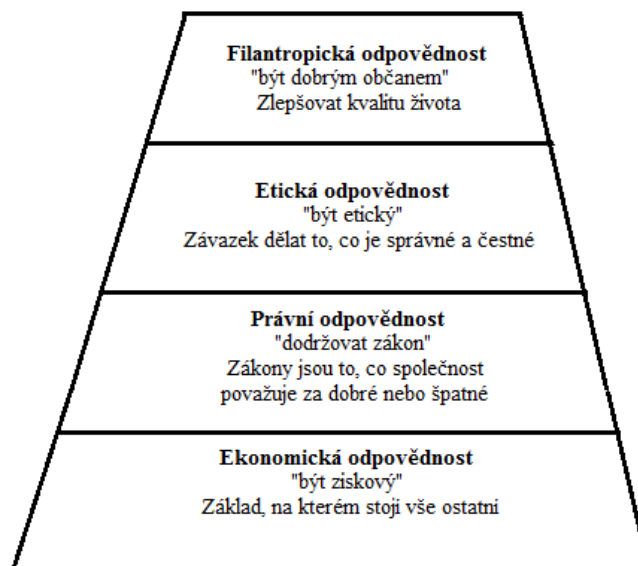 Filantropická odpovědnost
"být dobrým občanem"
Zlepšovat kvalitu života
Etická odpovědnost
"být etický"
Závazek dělat to, co je správné a čestné
Právní odpovědnost
"dodržovat zákon"
Zákony jsou to, co společnost
považuje za dobré nebo špatné
Ekonomická odpovědnost
"být ziskový"
Základ, na kterém stoji vše ostatni